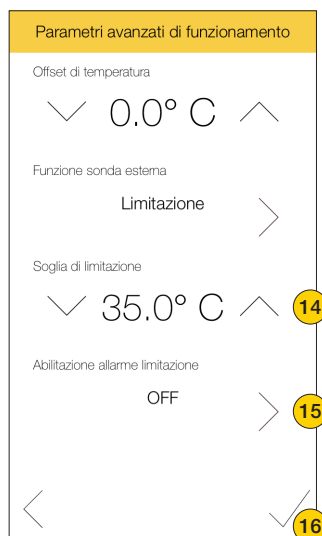 Parametri avanzati di funzionamento
Offset di temperatura
0.0° C
Funzione sonda esterna
Limitazione
Soglia di limitazione
35.0° C
14
Abilitazione allarme limitazione
OFF
15
16